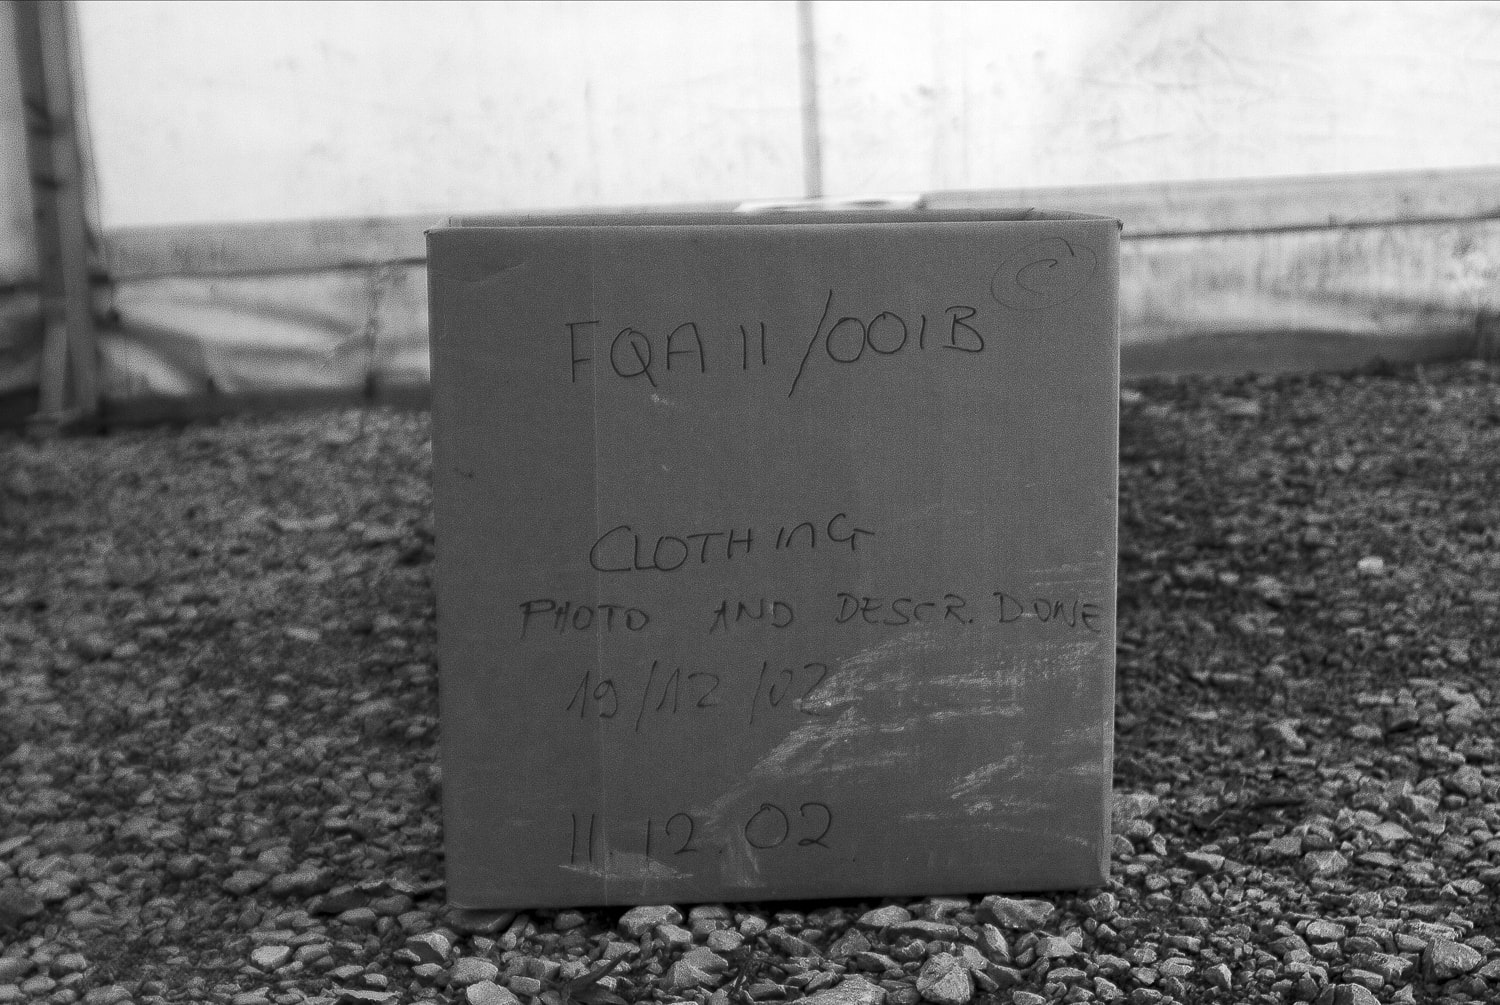 C
FQA 11/001B
CLOTHING
PHOTO AND DESCR. DONE
19/12/02
11.12.02